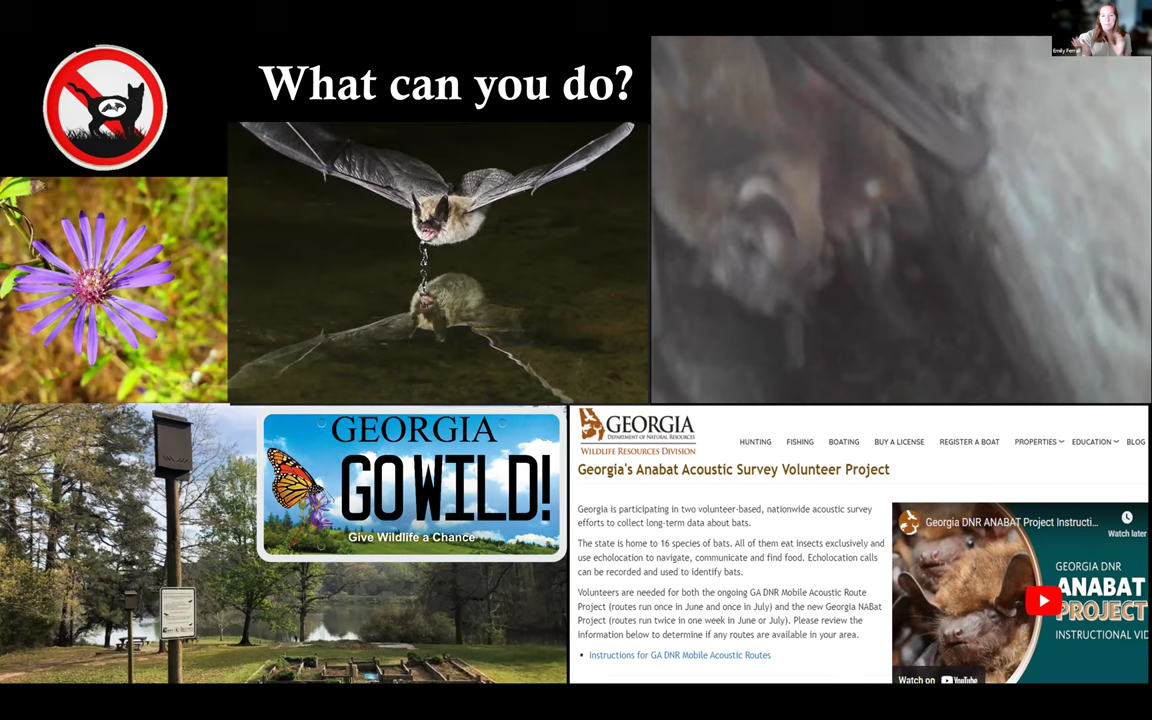 Emily Ferrall
What can you do?
GEORGIA
GO WILD!
Give Wildlife a Chance
GEORGIA
DEPARTMENT OF NATURAL RESOURCES
WILDLIFE RESOURCES DIVISION
HUNTING FISHING BOATING BUY A LICENSE REGISTER A BOAT PROPERTIES EDUCATION BLOG
Georgia's Anabat Acoustic Survey Volunteer Project
Georgia is participating in two volunteer-based, nationwide acoustic survey
efforts to collect long-term data about bats.
The state is home to 16 species of bats. All of them eat insects exclusively and
use echolocation to navigate, communicate and find food. Echolocation calls
can be recorded and used to identify bats.
Volunteers are needed for both the ongoing GA DNR Mobile Acoustic Route
Project (routes run once in June and once in July) and the new Georgia NABat
Project (routes run twice in one week in June or July). Please review the
information below to determine if any routes are available in your area.
• Instructions for GA DNR Mobile Acoustic Routes
Georgia DNR ANABAT Project Instructi...
Watch later
GEORGIA DNR
ANABAT
PROJECT
INSTRUCTIONAL VID
Watch on YouTube